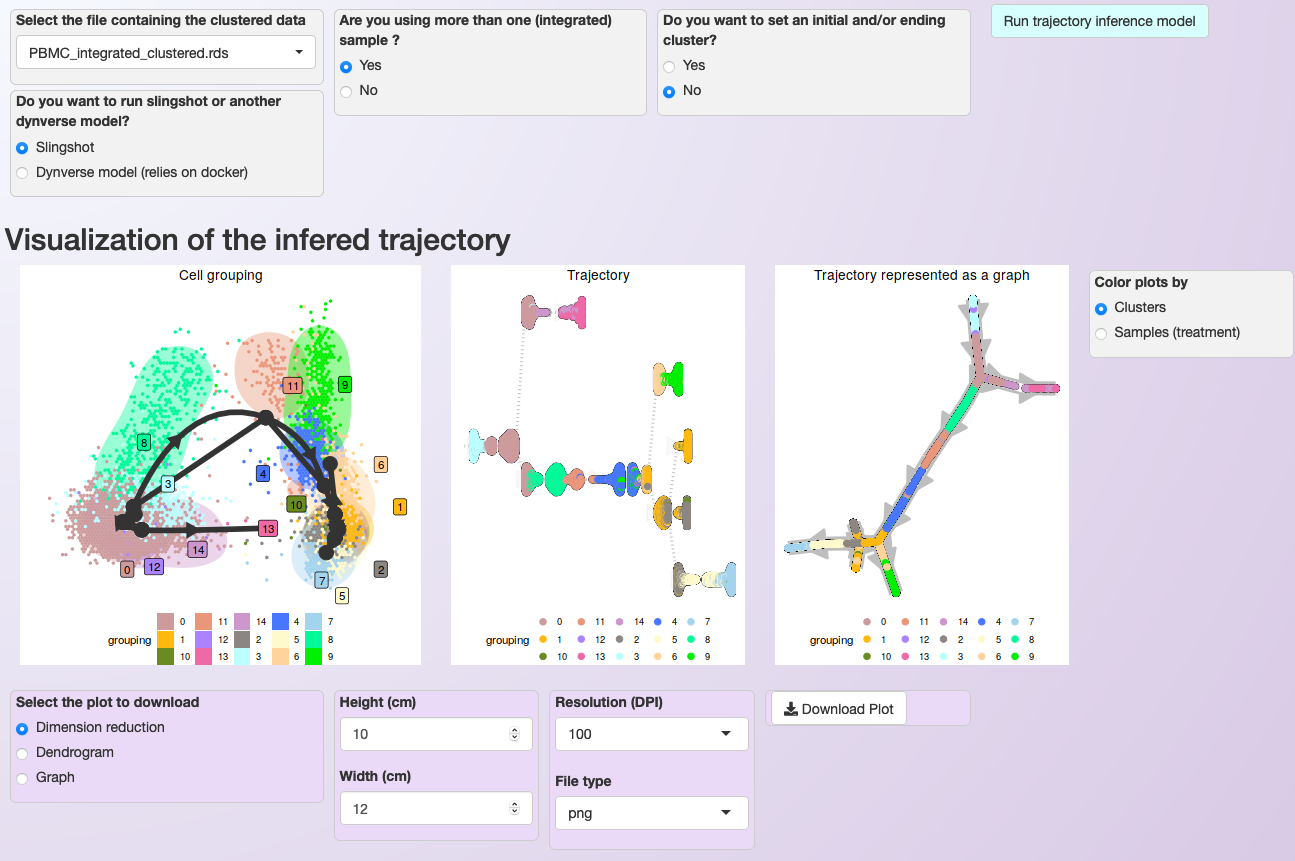 Select the file containing the clustered data
PBMC_integrated_clustered.rds
Do you want to run slingshot or another
dynverse model?
Slingshot
Dynverse model (relies on docker)
Are you using more than one (integrated)
sample ?
Yes
No
Do you want to set an initial and/or ending
cluster?
Yes
No
Run trajectory inference model
Visualization of the infered trajectory
Cell grouping
11
9
8
6
4
3
10
1
13
14
0
12
2
7
5
grouping
0 11 14 4 7
1 12 2 5 8
10 13 3 6 9
Trajectory
grouping
0 11 14 4 7
1 12 2 5 8
10 13 3 6 9
Trajectory represented as a graph
grouping
0 11 14 4 7
1 12 2 5 8
10 13 3 6 9
Color plots by
Clusters
Samples (treatment)
Select the plot to download
Dimension reduction
Dendrogram
Graph
Height (cm)
10
Width (cm)
12
Resolution (DPI)
100
File type
png
Download Plot